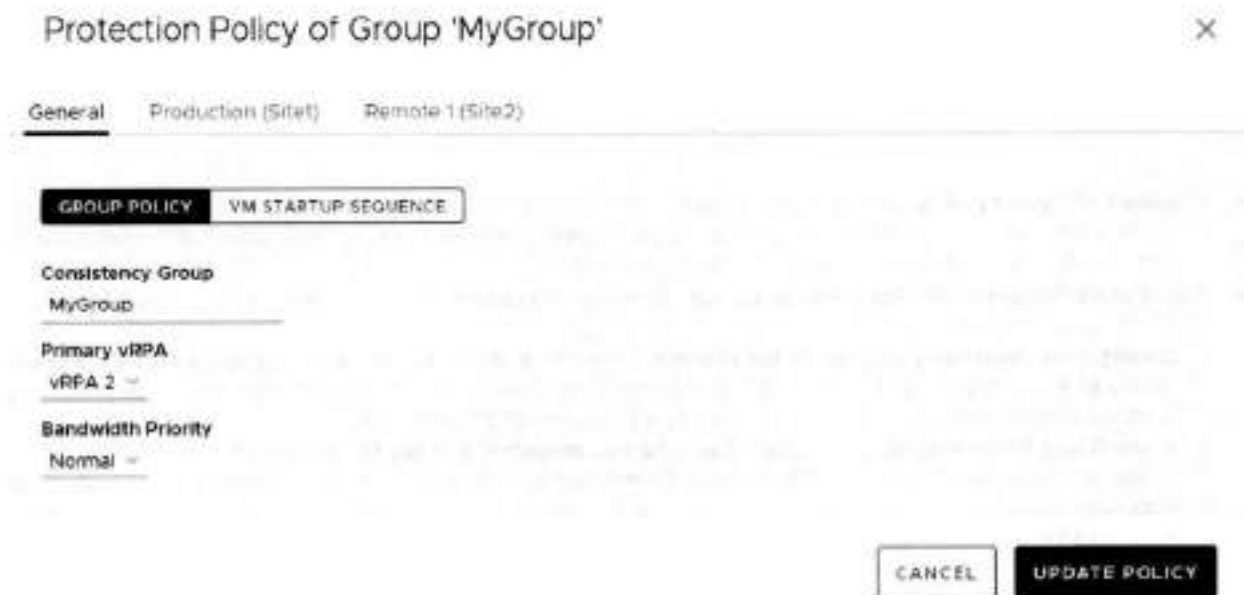 Protection Policy of Group 'MyGroup'
General Production (Site1) Remote 1 (Site2)
GROUP POLICY VM STARTUP SEQUENCE
Consistency Group
MyGroup
Primary vRPA
vRPA 2
Bandwidth Priority
Normal
CANCEL UPDATE POLICY